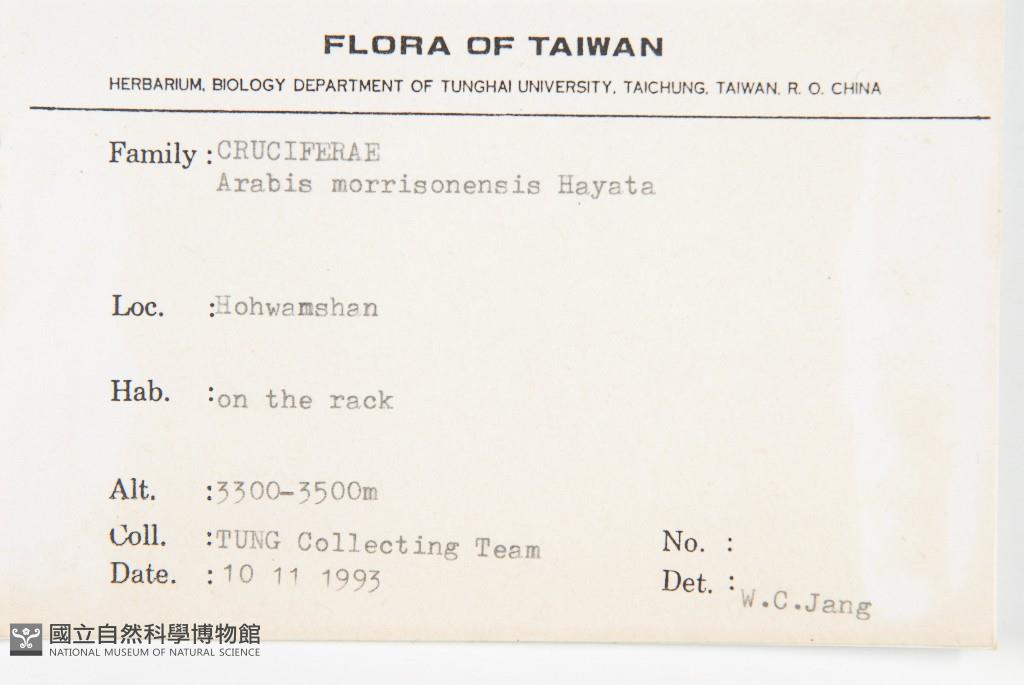 FLORA OF TAIWAN
HERBARIUM, BIOLOGY DEPARTMENT OF TUNGHAI UNIVERSITY, TAICHUNG, TAIWAN. R. O. CHINA
Family : CRUCIFERAE
Arabis morrisonensis Hayata
Loc. :Hohwamshan
Hab. :on the rack
Alt. :3300-3500m
Coll. :TUNG Collecting Team No. :
Date. :10 11 1993 Det. :W.C.Jang
國立自然科學博物館
NATIONAL MUSEUM OF NATURAL SCIENCE